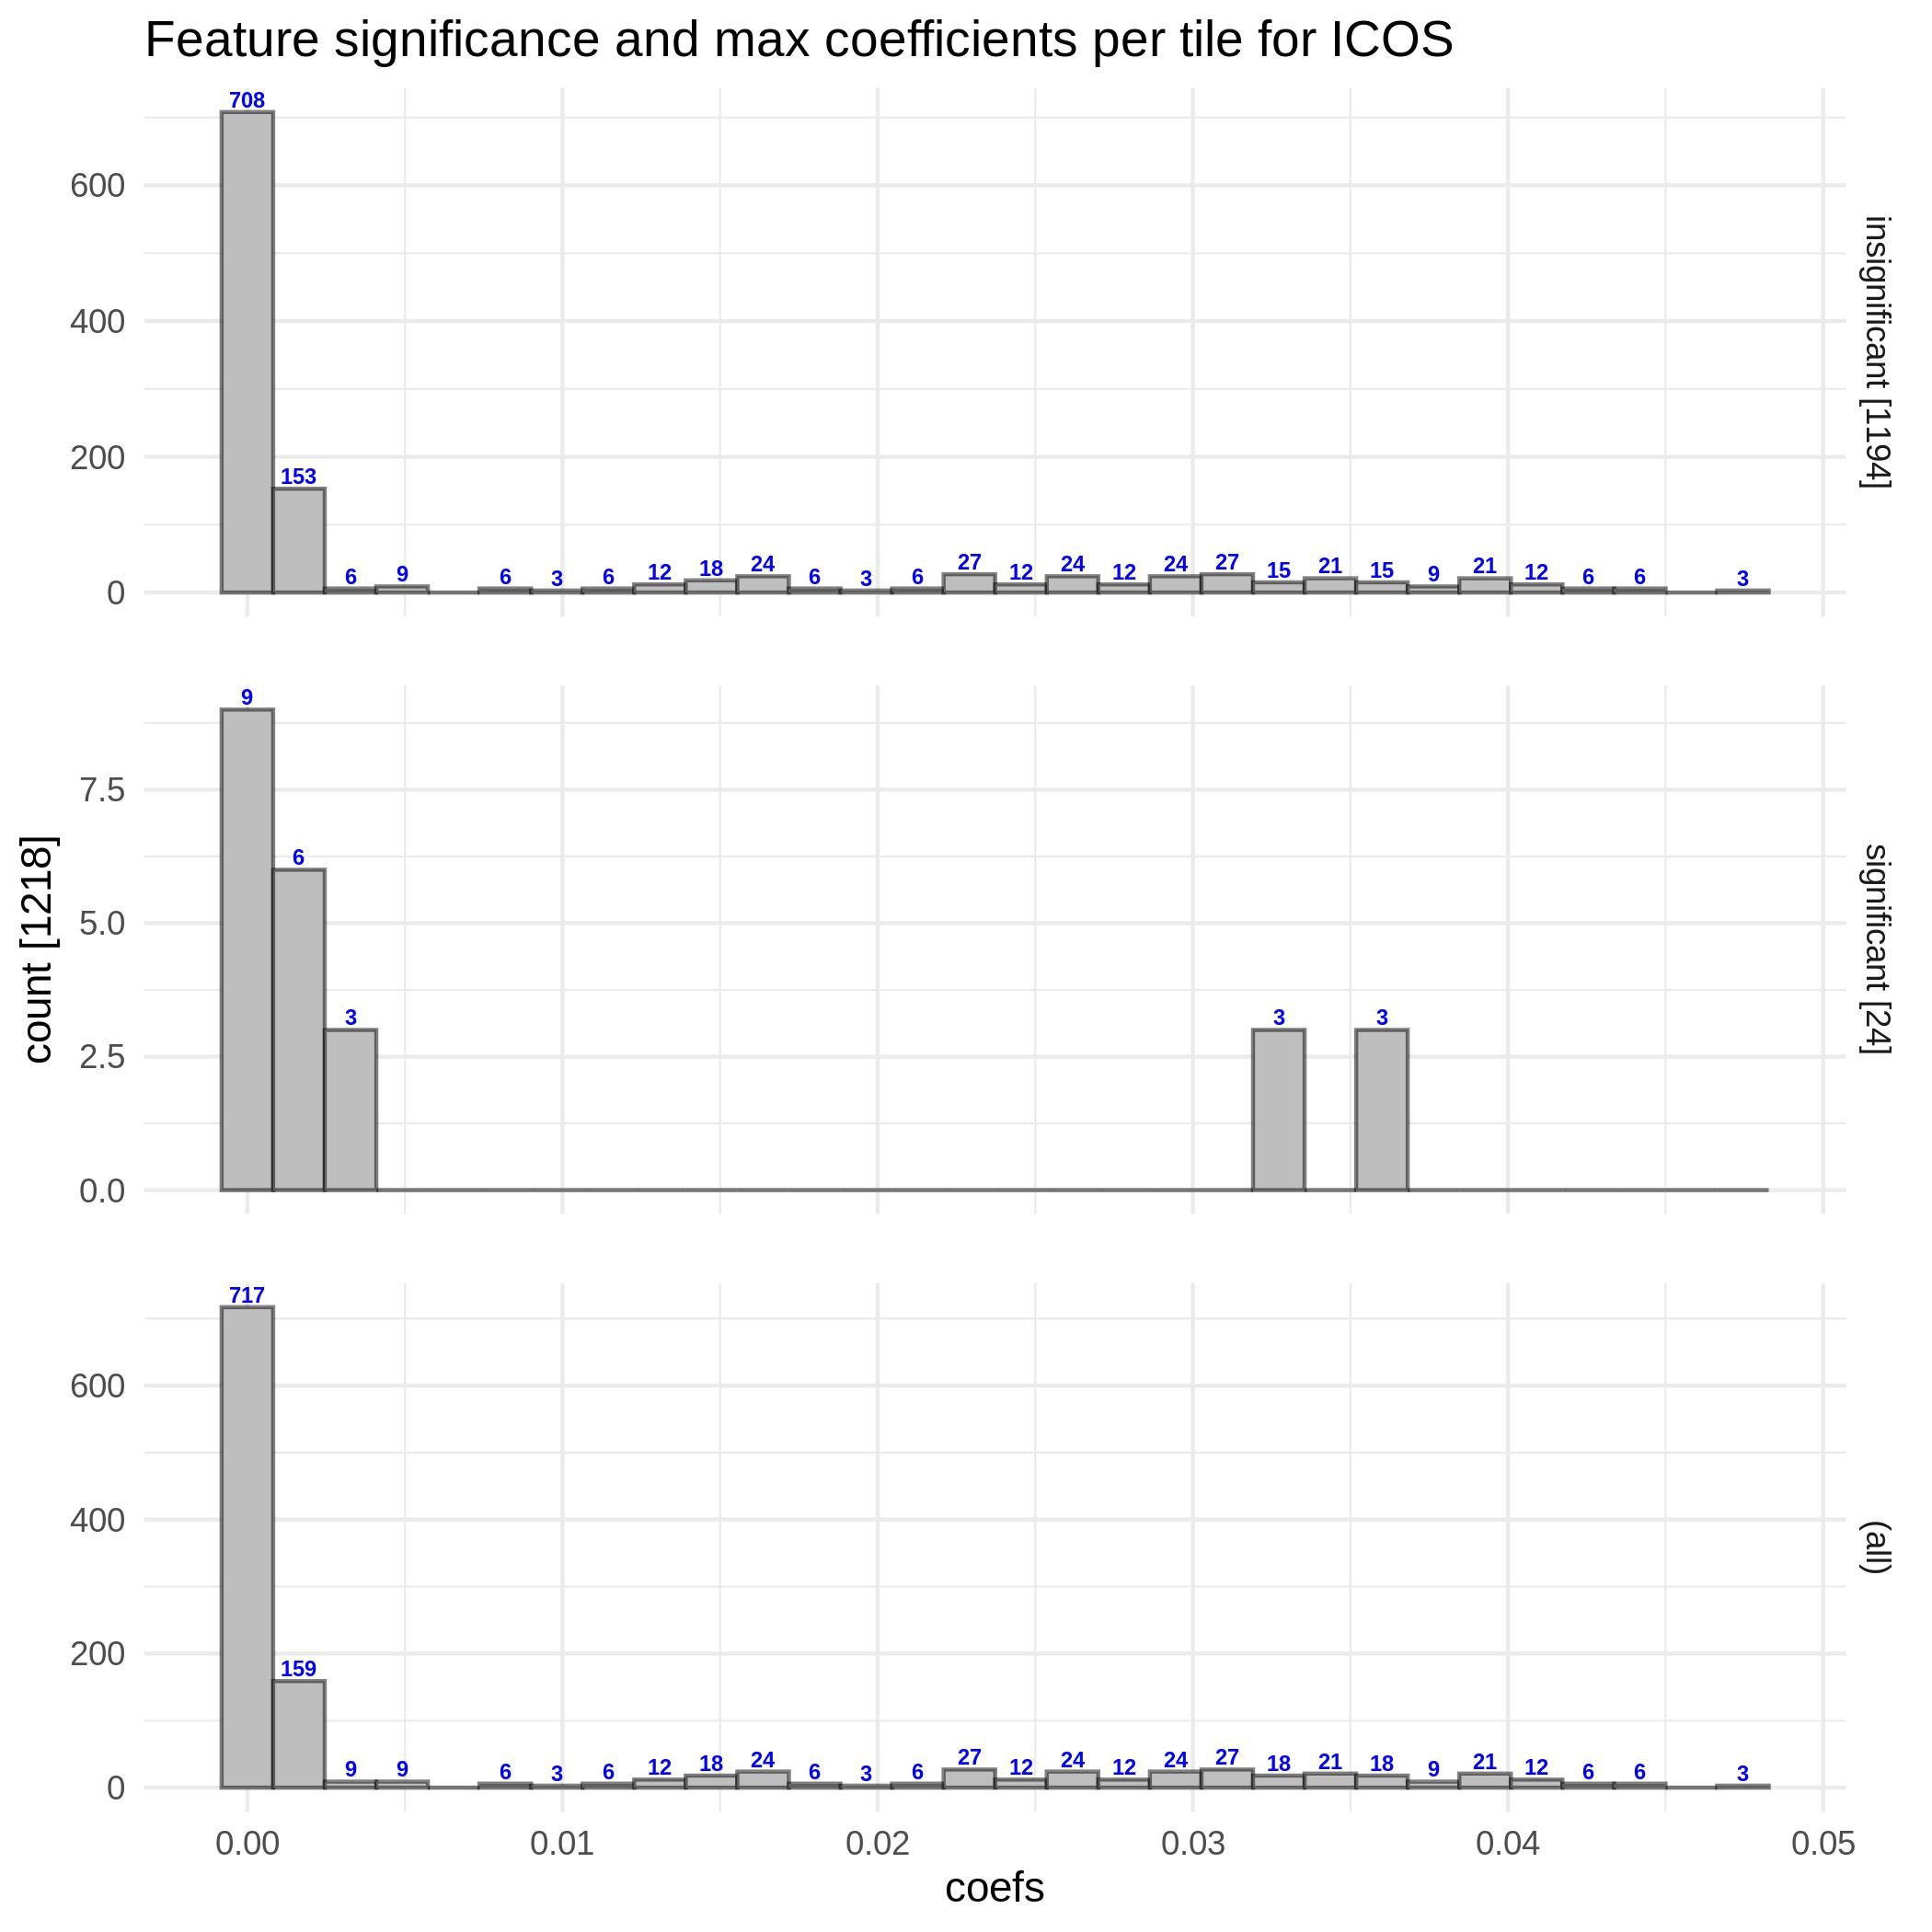 Feature significance and max coefficients per tile for ICOS
708
600
400
200
153
6 9 6 3 6 12 18 24 6 3 6 27 12 24 12 24 27 15 21 15 9 21 12 6 6 3
0
insignificant [1194]
count [1218]
9
7.5
6
5.0
3 3 3
2.5
0.0
significant [24]
717
600
400
200
159
9 9 6 3 6 12 18 24 6 3 6 27 12 24 12 24 27 18 21 18 9 21 12 6 6 3
0
(all)
0.00 0.01 0.02 0.03 0.04 0.05
coefs